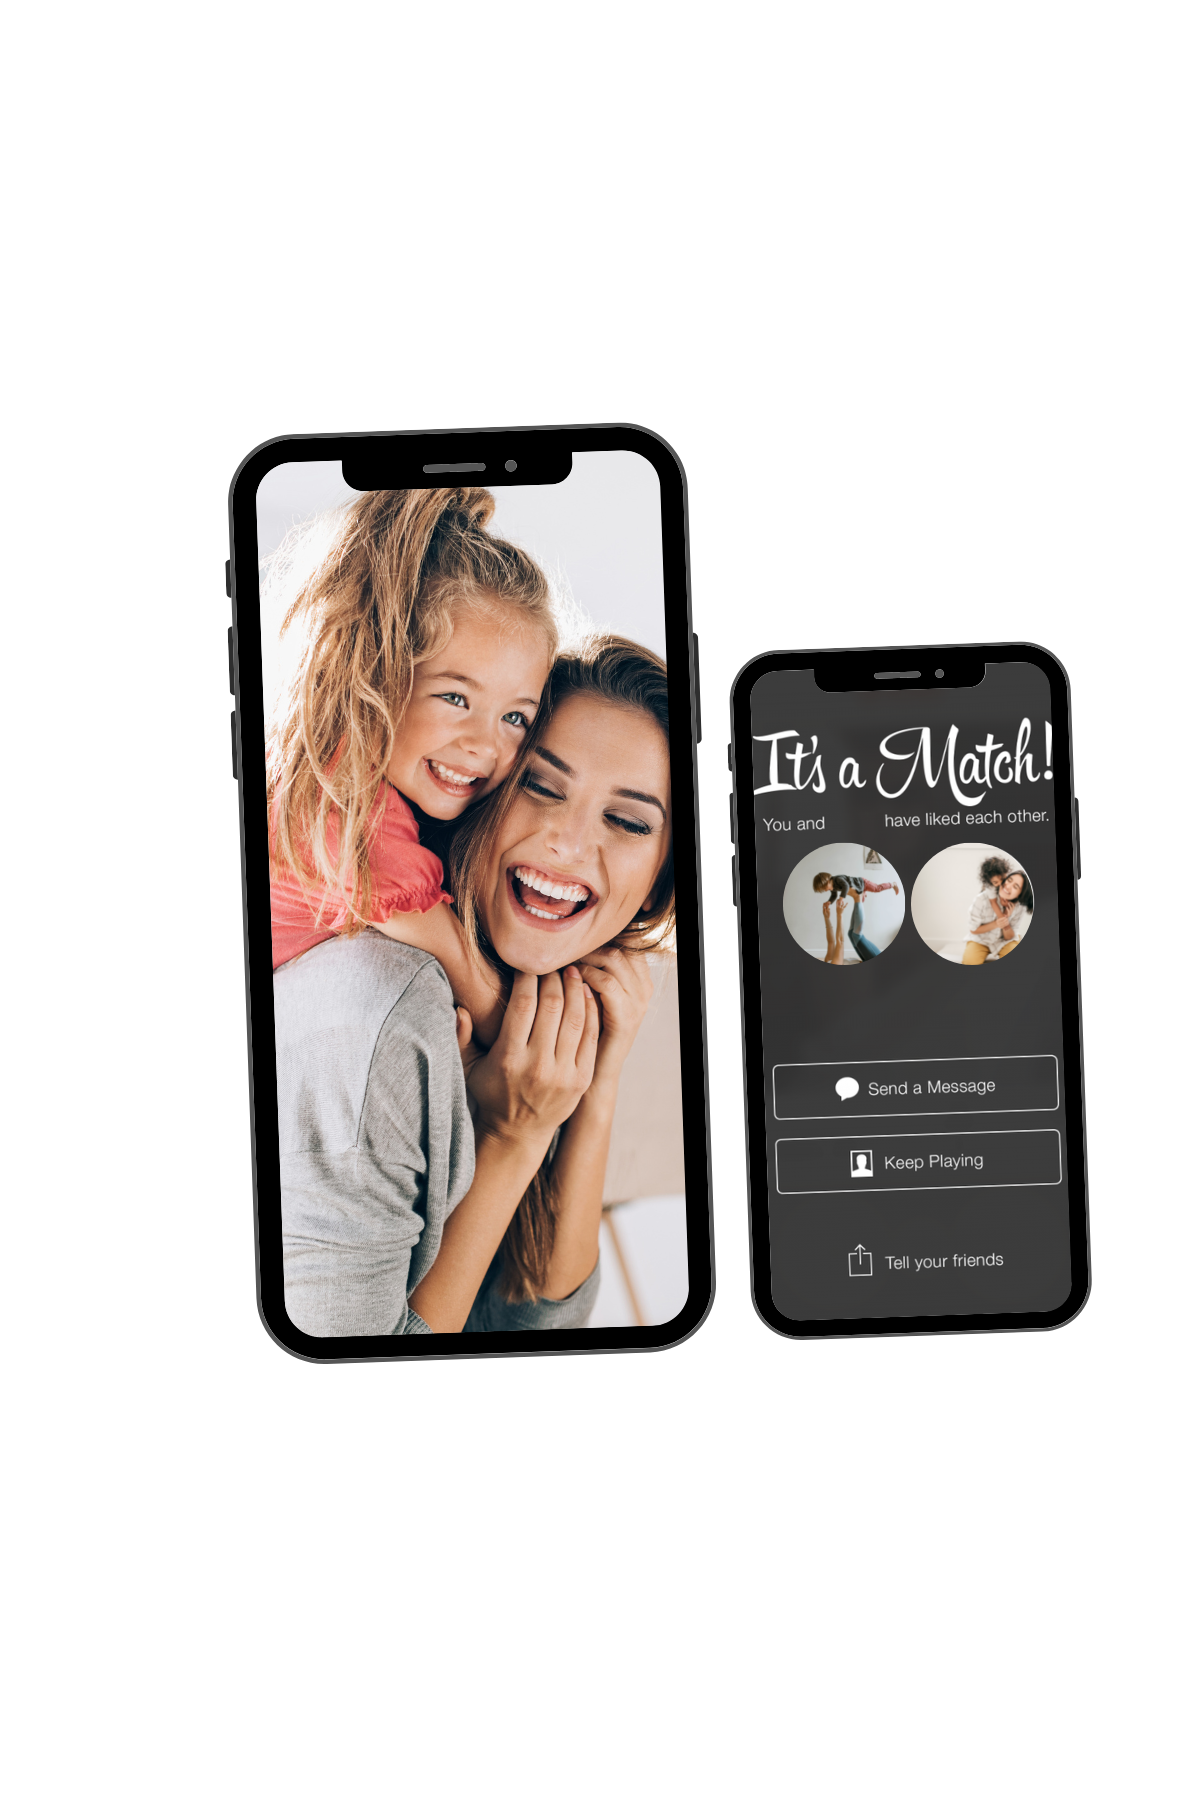 It's a Match!
You and have liked each other.
Send a Message
Keep Playing
Tell your friends